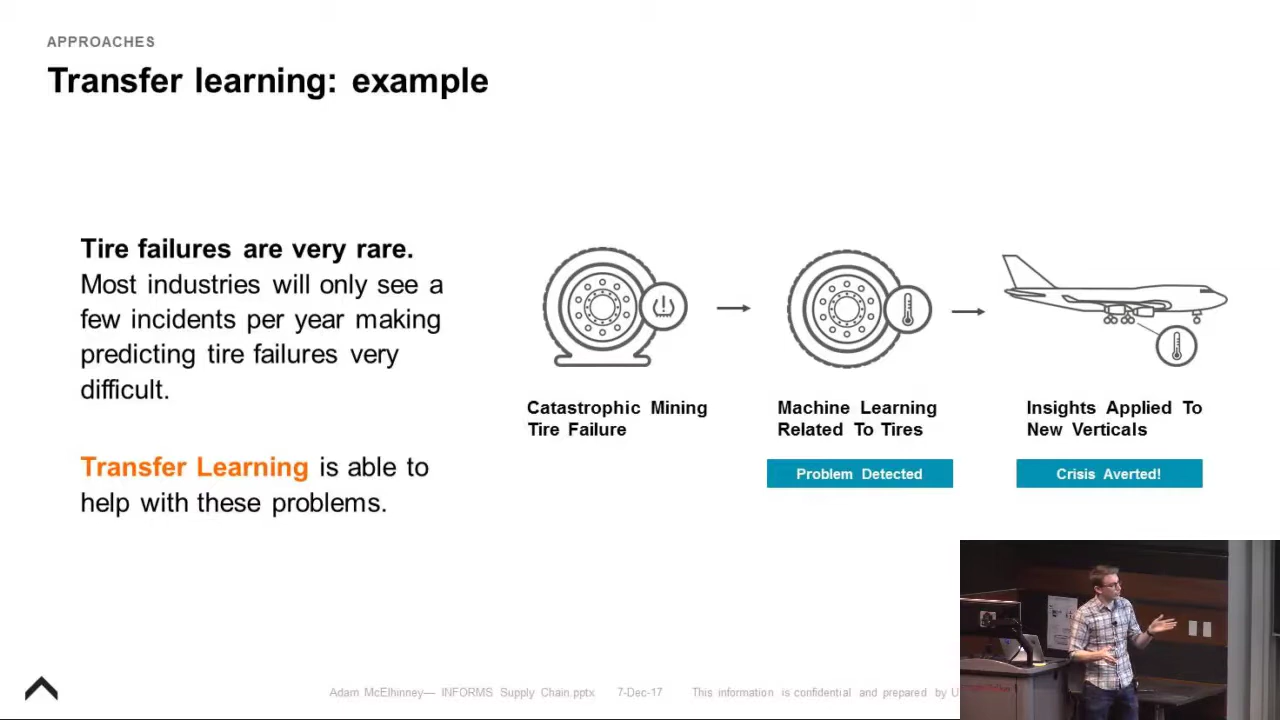 APPROACHES
Transfer learning: example
Tire failures are very rare.
Most industries will only see a
few incidents per year making
predicting tire failures very
difficult.
Transfer Learning is able to
help with these problems.
Catastrophic Mining
Tire Failure
Machine Learning
Related To Tires
Problem Detected
Insights Applied To
New Verticals
Crisis Averted!
Adam McElhinney— INFORMS Supply Chain.pptx 7-Dec-17 This information is confidential and prepared by U